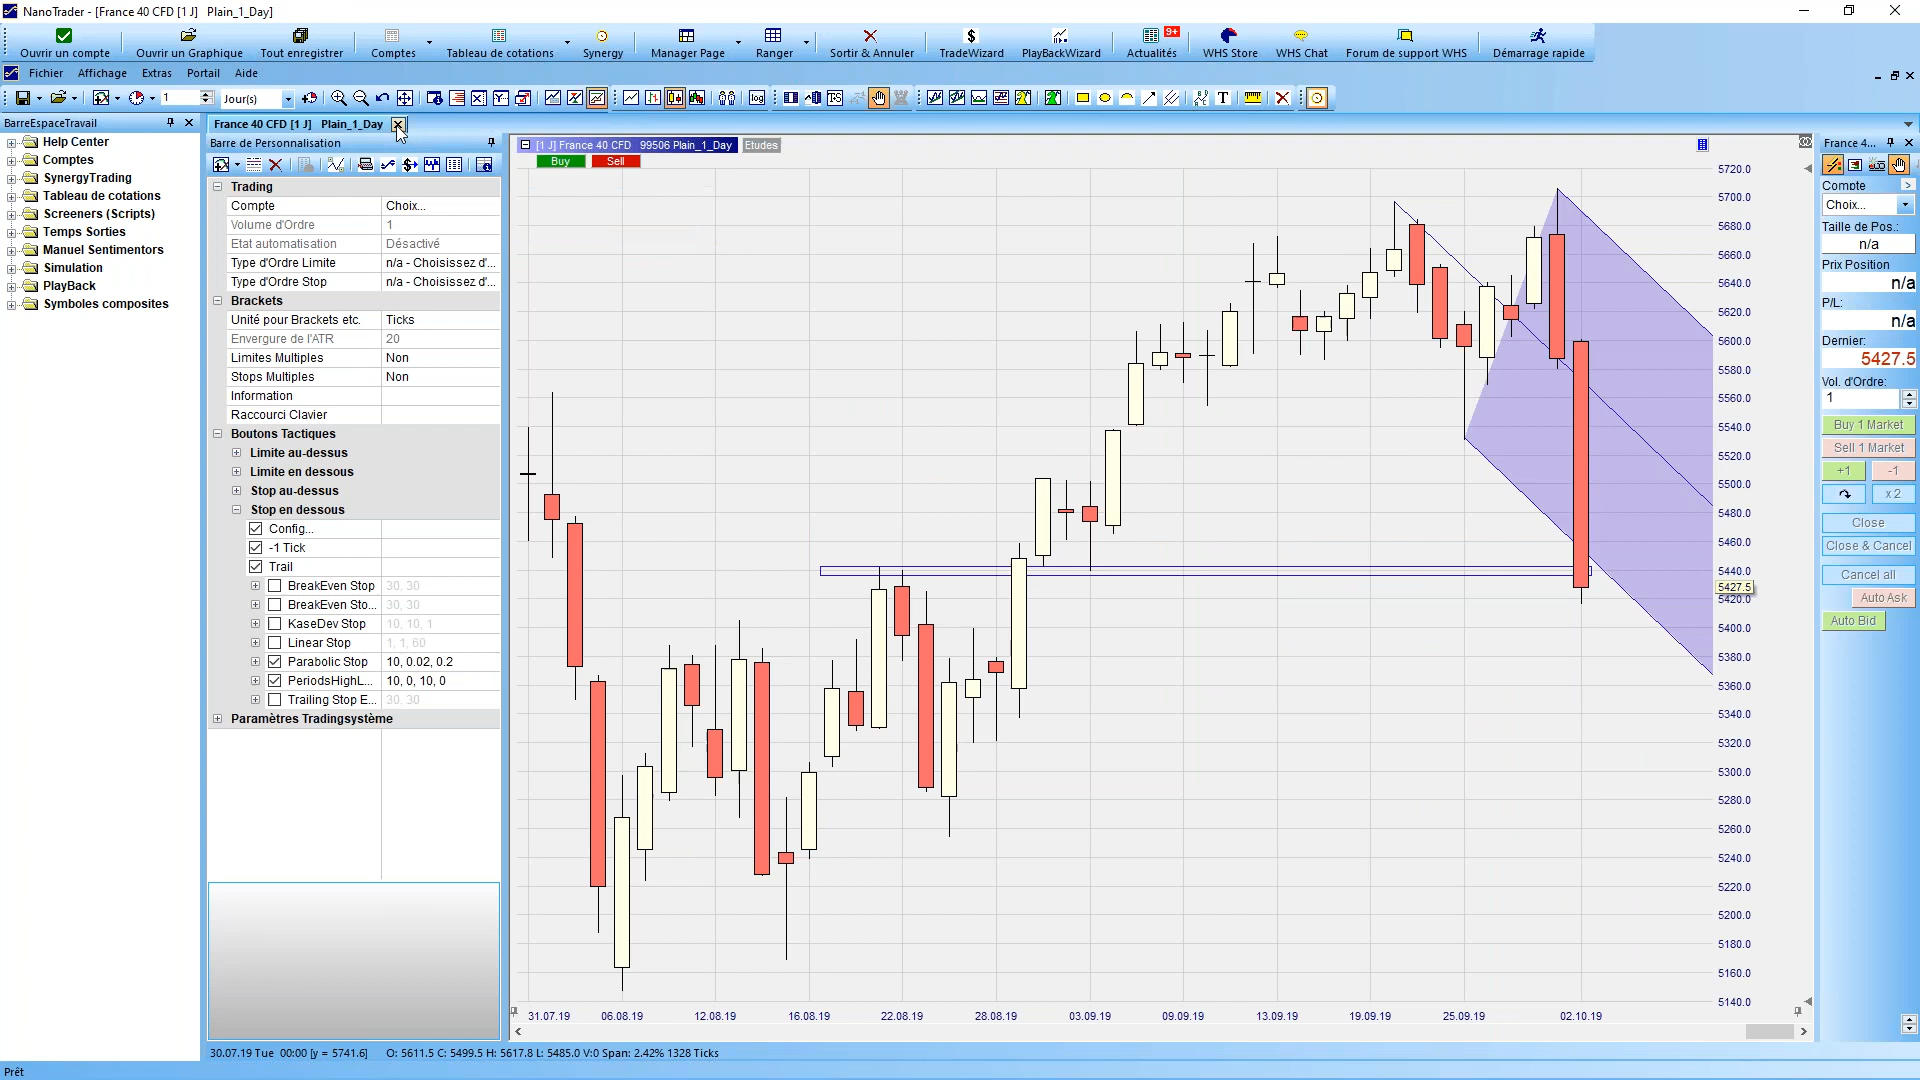 NanoTrader - [France 40 CFD [1 J]   Plain_1_Day]
Ouvrir un compte
Ouvrir un Graphique
Tout enregistrer
Comptes
Tableau de cotations
Synergy
Manager Page
Ranger
Sortir & Annuler
$
TradeWizard
PlayBackWizard
9+
Actualités
WHS Store
WHS Chat
Forum de support WHS
Démarrage rapide
Fichier Affichage Extras Portail Aide
1
Jour(s)
log
BarreEspaceTravail
Help Center
Comptes
SynergyTrading
Tableau de cotations
Screeners (Scripts)
Temps Sorties
Manuel Sentimentors
Simulation
PlayBack
Symboles composites
France 40 CFD [1 J]   Plain_1_Day
Barre de Personnalisation
Trading
Compte Choix...
Volume d'Ordre 1
Etat automatisation Désactivé
Type d'Ordre Limite n/a - Choisissez d'...
Type d'Ordre Stop n/a - Choisissez d'...
Brackets
Unité pour Brackets etc. Ticks
Envergure de l'ATR 20
Limites Multiples Non
Stops Multiples Non
Information
Raccourci Clavier
Boutons Tactiques
Limite au-dessus
Limite en dessous
Stop au-dessus
Stop en dessous
Config...
-1 Tick
Trail
BreakEven Stop 30, 30
BreakEven Sto... 30, 30
KaseDev Stop 10, 10, 1
Linear Stop 1, 1, 60
Parabolic Stop 10, 0.02, 0.2
PeriodsHighL... 10, 0, 10, 0
Trailing Stop E... 30, 30
Paramètres Tradingsystème
[1 J] France 40 CFD   99506 Plain_1_Day
Etudes
Buy Sell
5720.0
5700.0
5680.0
5660.0
5640.0
5620.0
5600.0
5580.0
5560.0
5540.0
5520.0
5500.0
5480.0
5460.0
5440.0
5427.5
5420.0
5400.0
5380.0
5360.0
5340.0
5320.0
5300.0
5280.0
5260.0
5240.0
5220.0
5200.0
5180.0
5160.0
5140.0
31.07.19 06.08.19 12.08.19 16.08.19 22.08.19 28.08.19 03.09.19 09.09.19 13.09.19 19.09.19 25.09.19 02.10.19
France 4...
Compte
Choix...
Taille de Pos.:
n/a
Prix Position
n/a
P/L:
n/a
Dernier:
5427.5
Vol. d'Ordre:
1
Buy 1 Market
Sell 1 Market
+1 -1
x 2
Close
Close & Cancel
Cancel all
Auto Ask
Auto Bid
30.07.19 Tue  00:00 [y = 5741.6]      O: 5611.5 C: 5499.5 H: 5617.8 L: 5485.0 V:0 Span: 2.42% 1328 Ticks
Prêt